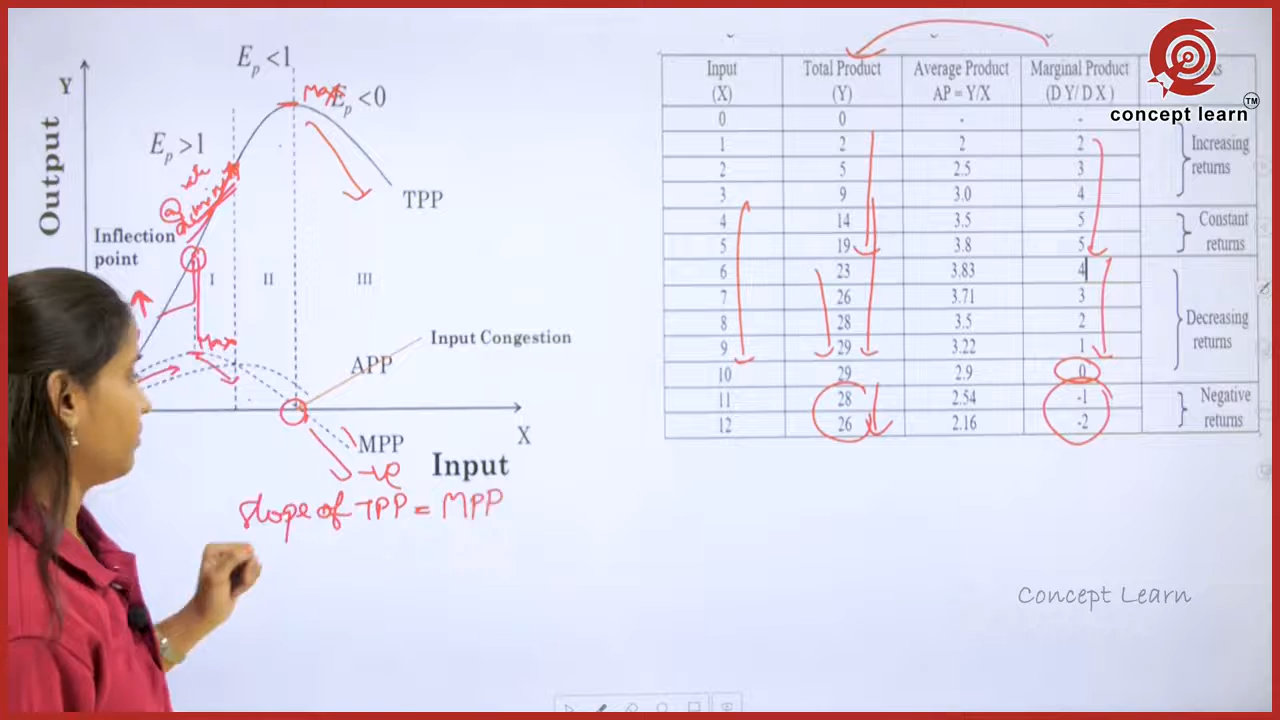 Y
Output
Ep <1
Max
Ep <0
Ep >1
@
TPP
Inflection
point
I
II
III
Max
Input Congestion
APP
MPP
X
-ve
Input
slope of TPP = MPP
concept learn TM
Input (X) Total Product (Y) Average Product AP = Y/X Marginal Product (D Y/ D X )
0 0 - -
1 2 2 2
2 5 2.5 3
3 9 3.0 4
Increasing returns
4 14 3.5 5
5 19 3.8 5
Constant returns
6 23 3.83 4
7 26 3.71 3
8 28 3.5 2
9 29 3.22 1
10 29 2.9 0
Decreasing returns
11 28 2.54 -1
12 26 2.16 -2
Negative returns
Concept Learn